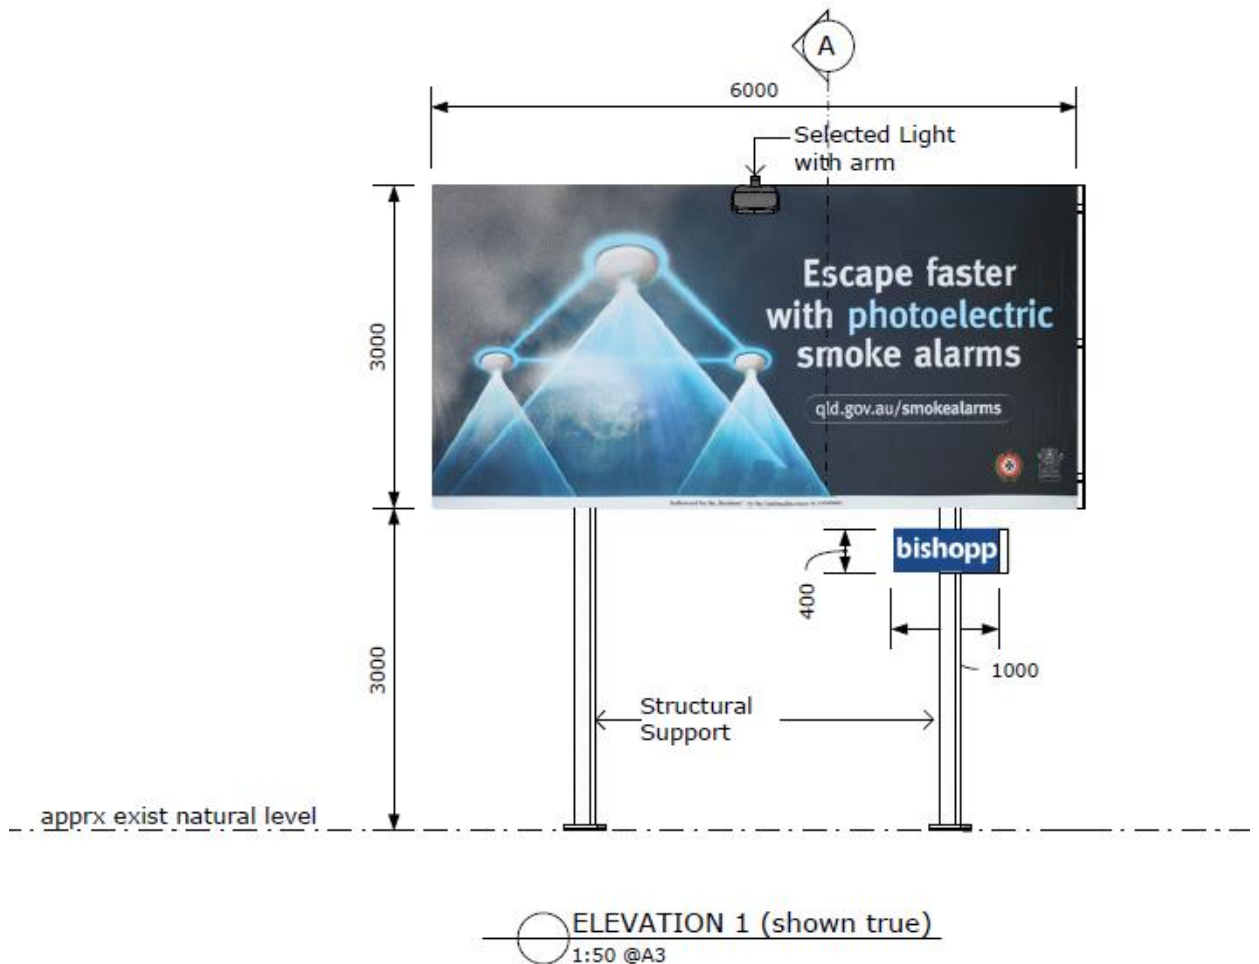 A
6000
Selected Light
with arm
3000
Escape faster
with photoelectric
smoke alarms
qld.gov.au/smokealarms
bishopp
400
3000
1000
Structural
Support
apprx exist natural level
ELEVATION 1 (shown true)
1:50 @A3